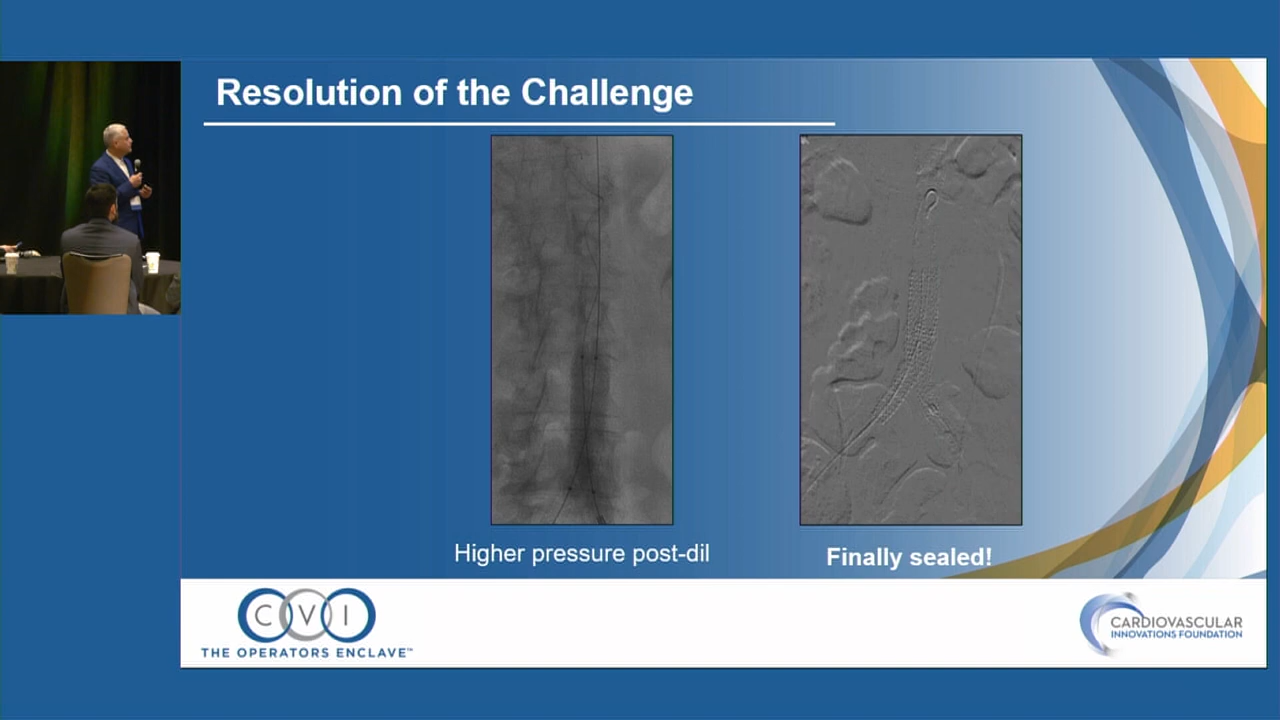 Resolution of the Challenge
Higher pressure post-dil
Finally sealed!
CVI
THE OPERATORS ENCLAVE™
CARDIOVASCULAR
INNOVATIONS FOUNDATION